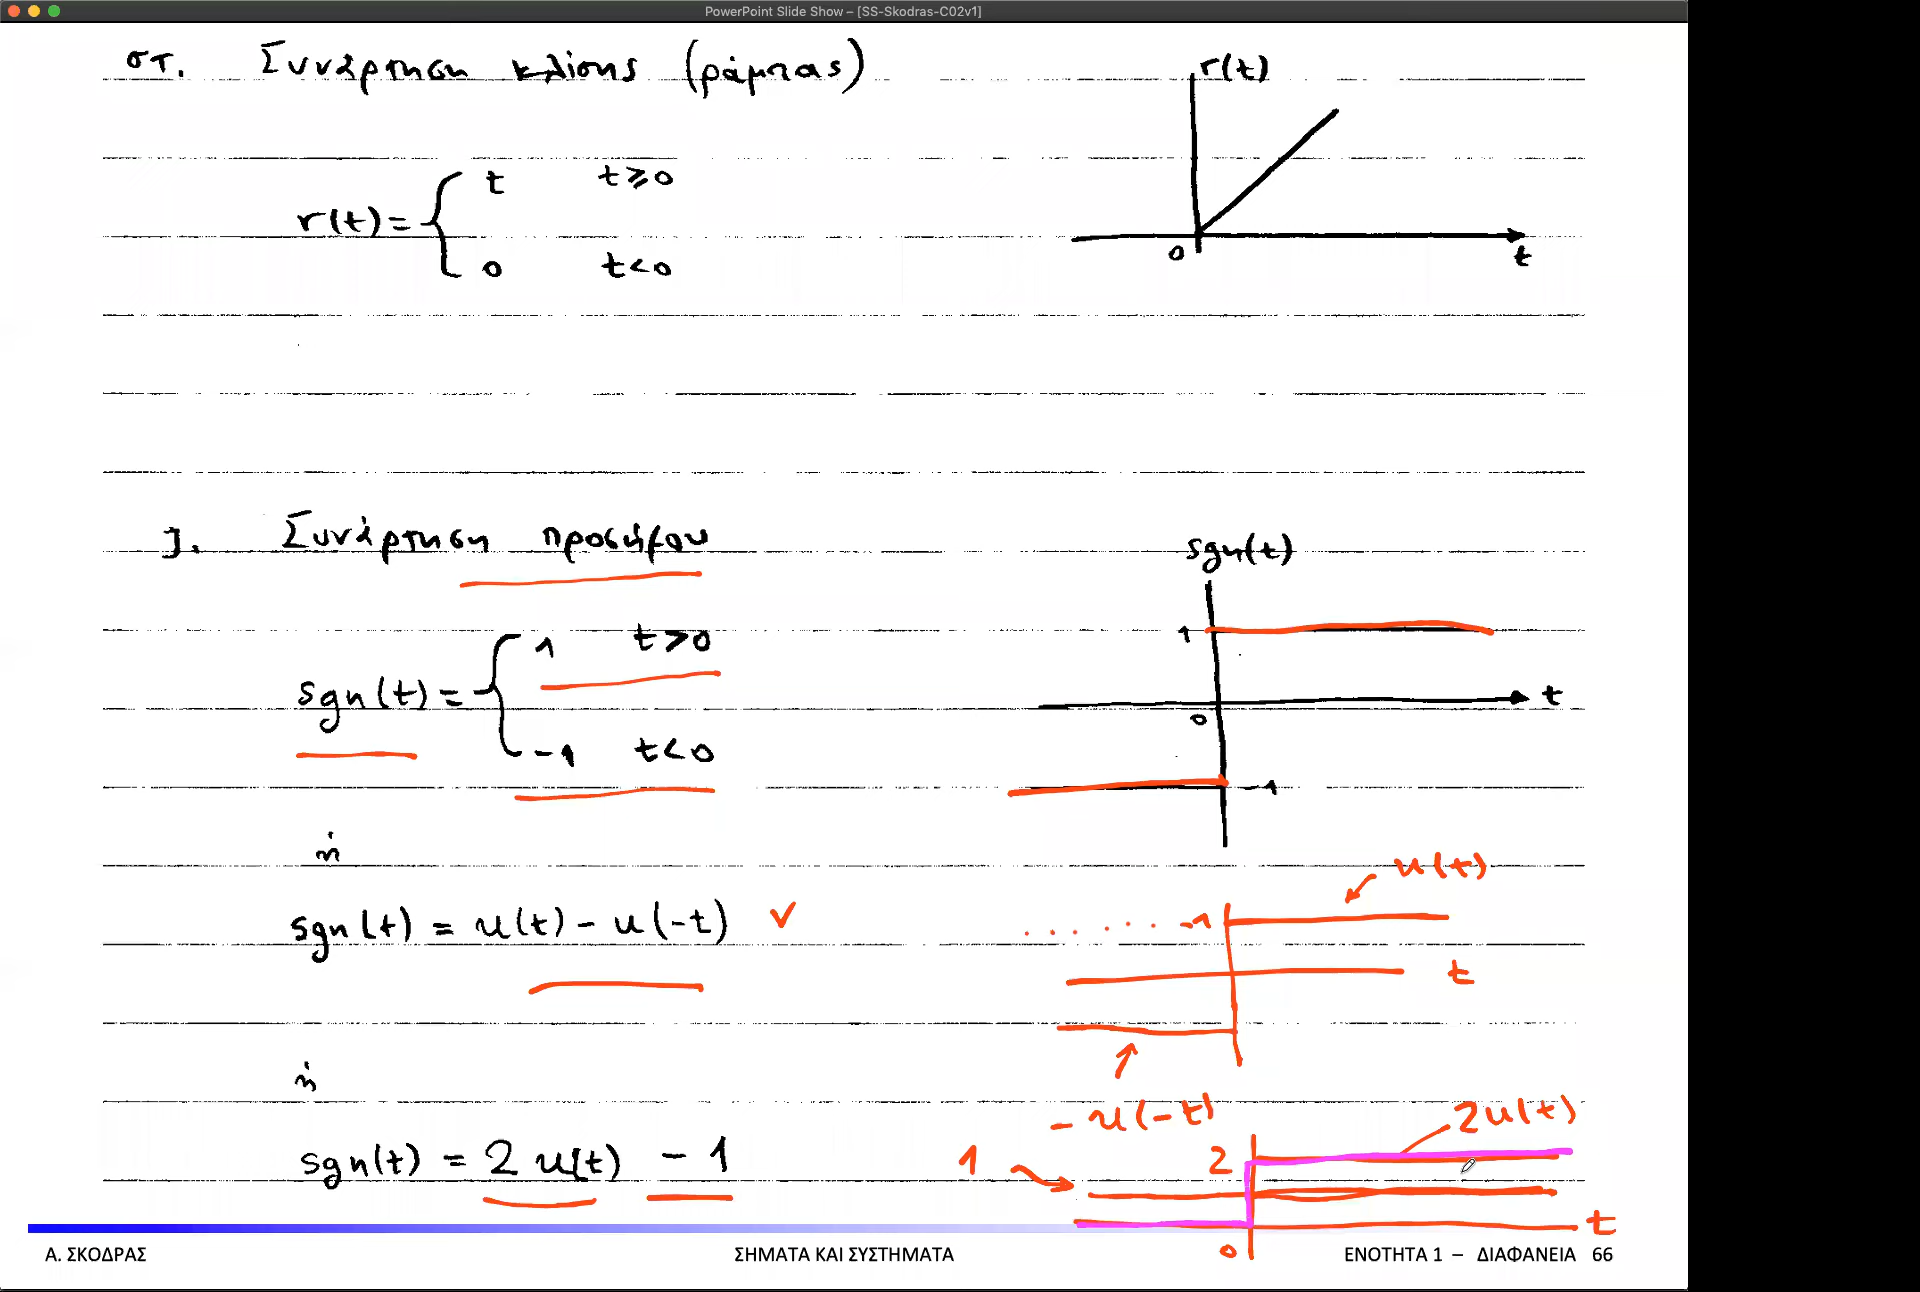 PowerPoint Slide Show – [SS-Skodras-C02v1]
στ. Συνάρτηση κλίσης (ράμπας)
r(t)
t t≥0
r(t)=
0 t<0
0
t
ζ. Συνάρτηση προσήμου
sgn(t)
1 t>0
1
sgn(t)=
t
0
-1 t<0
-1
ή
u(t)
sgn(t) = u(t) - u(-t) ✓
1
t
ή
-u(-t)
2u(t)
sgn(t) = 2u(t) - 1
1
2
t
0
Α. ΣΚΟΔΡΑΣ ΣΗΜΑΤΑ ΚΑΙ ΣΥΣΤΗΜΑΤΑ ΕΝΟΤΗΤΑ 1 – ΔΙΑΦΑΝΕΙΑ 66